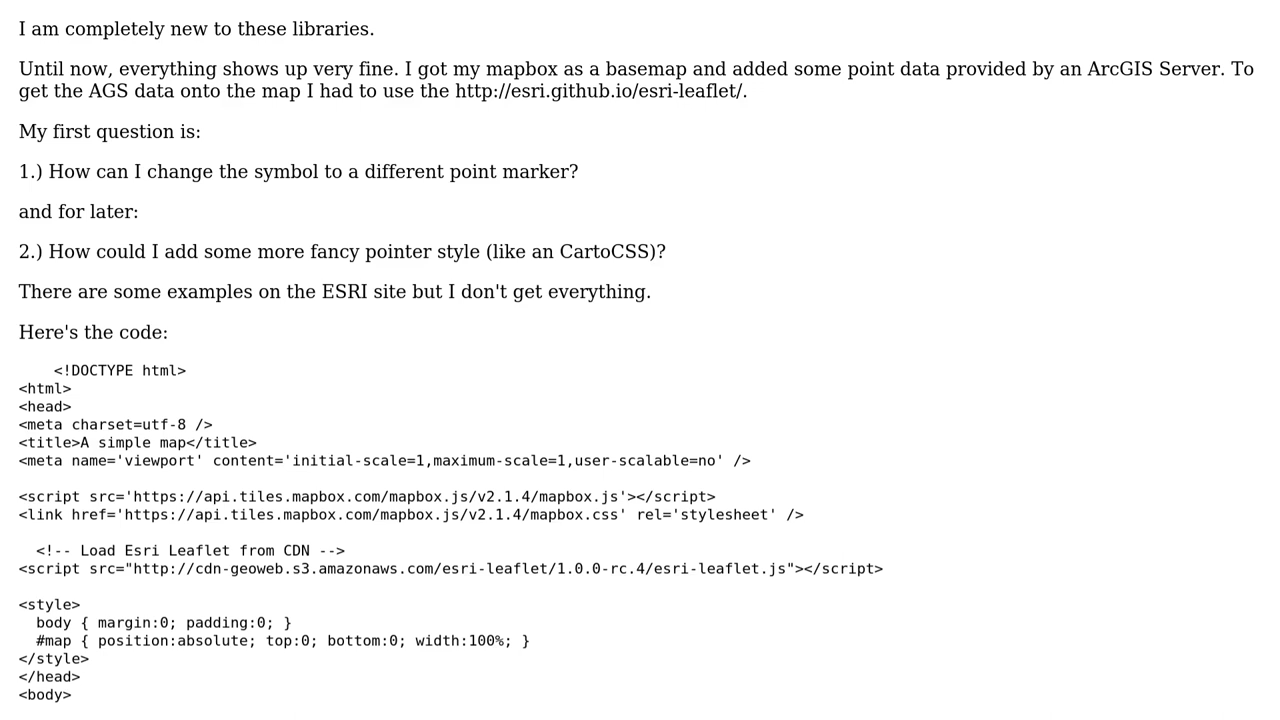 I am completely new to these libraries.
Until now, everything shows up very fine. I got my mapbox as a basemap and added some point data provided by an ArcGIS Server. To
get the AGS data onto the map I had to use the http://esri.github.io/esri-leaflet/.
My first question is:
1.) How can I change the symbol to a different point marker?
and for later:
2.) How could I add some more fancy pointer style (like an CartoCSS)?
There are some examples on the ESRI site but I don't get everything.
Here's the code:
    <!DOCTYPE html>
<html>
<head>
<meta charset=utf-8 />
<title>A simple map</title>
<meta name='viewport' content='initial-scale=1,maximum-scale=1,user-scalable=no' />
<script src='https://api.tiles.mapbox.com/mapbox.js/v2.1.4/mapbox.js'></script>
<link href='https://api.tiles.mapbox.com/mapbox.js/v2.1.4/mapbox.css' rel='stylesheet' />
  <!-- Load Esri Leaflet from CDN -->
<script src="http://cdn-geoweb.s3.amazonaws.com/esri-leaflet/1.0.0-rc.4/esri-leaflet.js"></script>
<style>
  body { margin:0; padding:0; }
  #map { position:absolute; top:0; bottom:0; width:100%; }
</style>
</head>
<body>